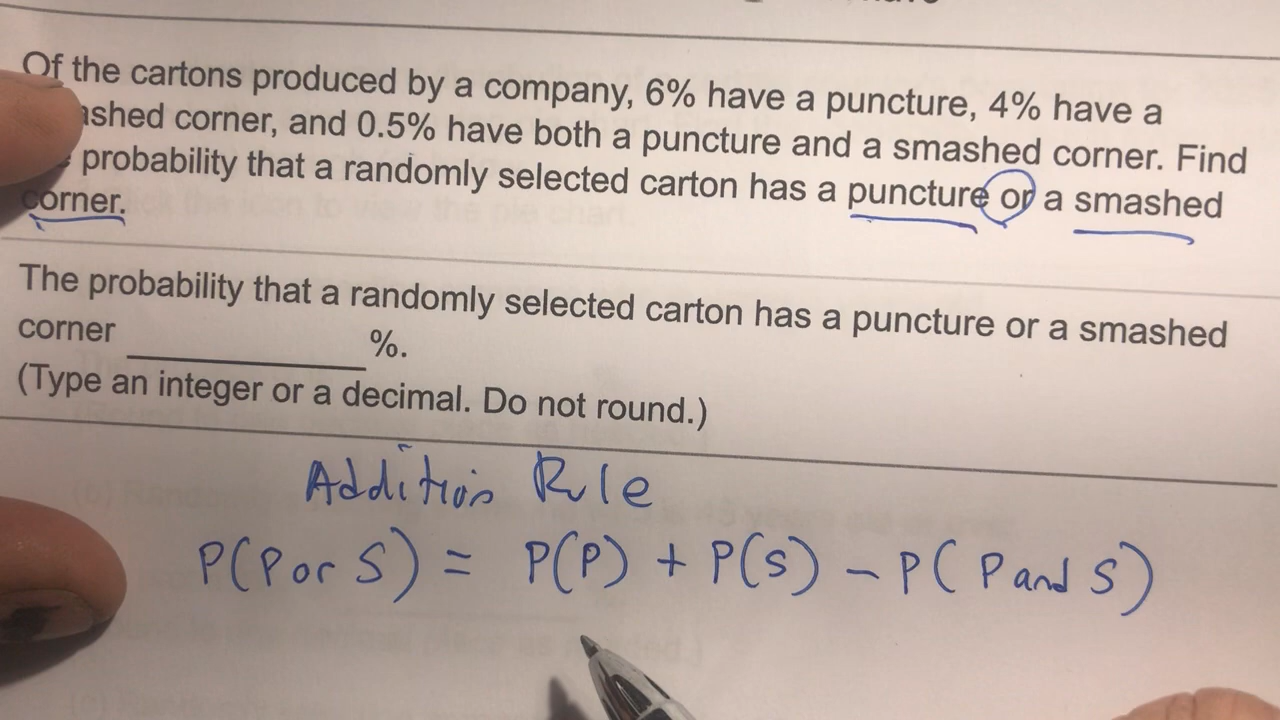 Of the cartons produced by a company, 6% have a puncture, 4% have a
ashed corner, and 0.5% have both a puncture and a smashed corner. Find
probability that a randomly selected carton has a puncture or a smashed
corner.
The probability that a randomly selected carton has a puncture or a smashed
corner ____________ %.
(Type an integer or a decimal. Do not round.)
Addition Rule
P(P or S) = P(P) + P(S) - P(P and S)